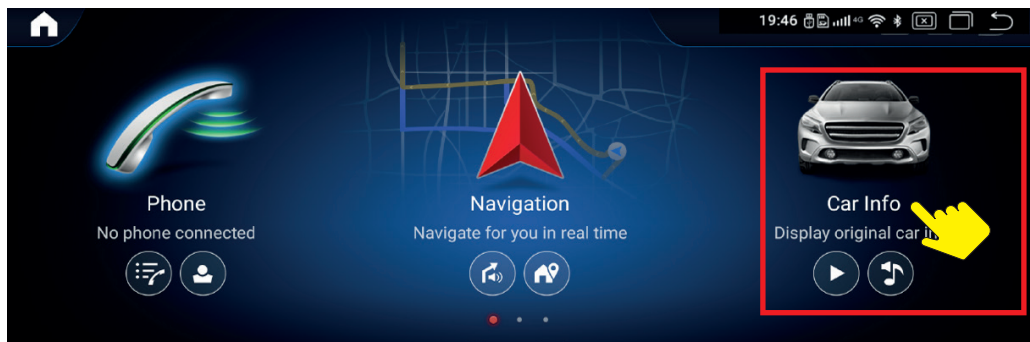 19:46 4G
Phone
No phone connected
Navigation
Navigate for you in real time
Car Info
Display original car